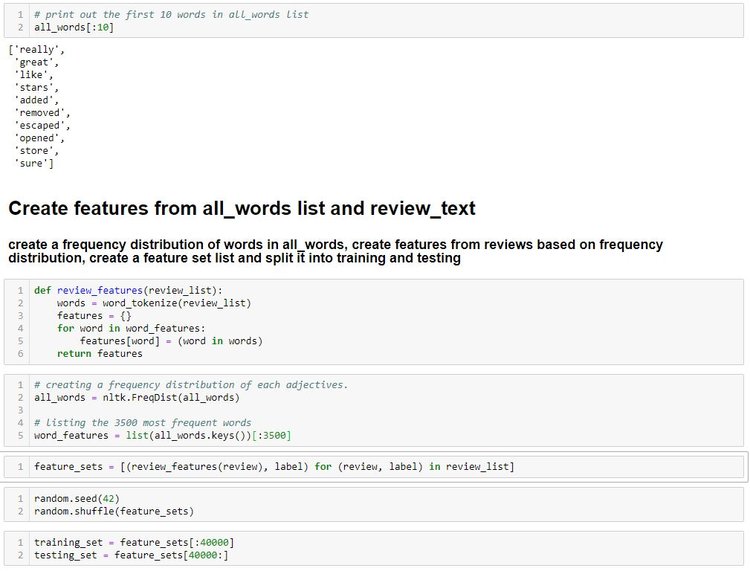 1 # print out the first 10 words in all_words list
2 all_words[:10]
['really',
'great',
'like',
'stars',
'added',
'removed',
'escaped',
'opened',
'store',
'sure']
Create features from all_words list and review_text
create a frequency distribution of words in all_words, create features from reviews based on frequency
distribution, create a feature set list and split it into training and testing
1 def review_features(review_list):
2 words = word_tokenize(review_list)
3 features = {}
4 for word in word_features:
5 features[word] = (word in words)
6 return features
1 # creating a frequency distribution of each adjectives.
2 all_words = nltk.FreqDist(all_words)
3
4 # listing the 3500 most frequent words
5 word_features = list(all_words.keys())[:3500]
1 feature_sets = [(review_features(review), label) for (review, label) in review_list]
1 random.seed(42)
2 random.shuffle(feature_sets)
1 training_set = feature_sets[:40000]
2 testing_set = feature_sets[40000:]